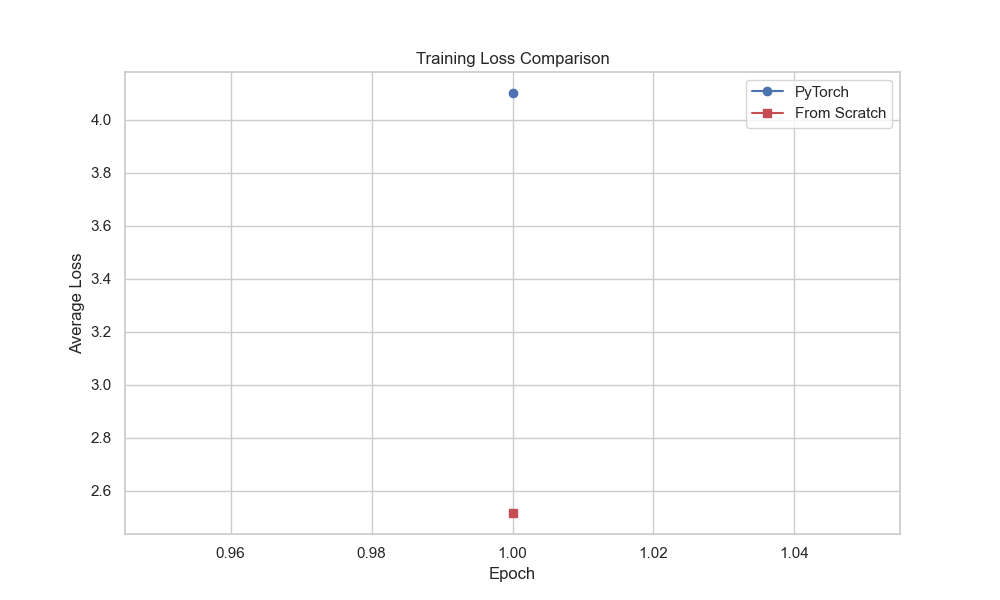 Training Loss Comparison
PyTorch
From Scratch
4.0
3.8
3.6
3.4
3.2
3.0
2.8
2.6
Average Loss
0.96 0.98 1.00 1.02 1.04
Epoch